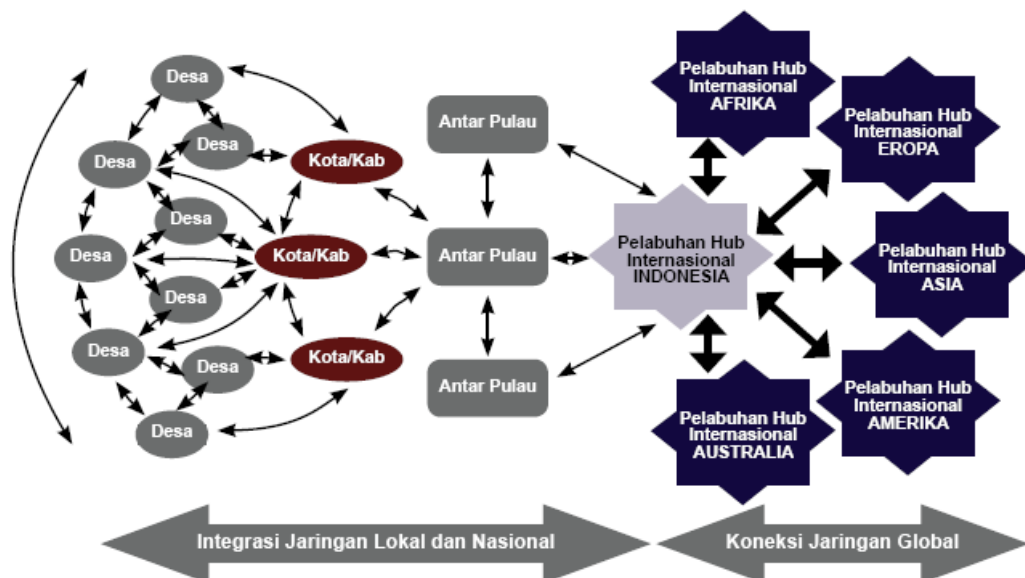 Desa
Desa
Desa
Desa
Desa
Desa
Desa
Desa
Desa
Kota/Kab
Kota/Kab
Kota/Kab
Antar Pulau
Antar Pulau
Antar Pulau
Pelabuhan Hub
Internasional
INDONESIA
Pelabuhan Hub
Internasional
AFRIKA
Pelabuhan Hub
Internasional
EROPA
Pelabuhan Hub
Internasional
ASIA
Pelabuhan Hub
Internasional
AMERIKA
Pelabuhan Hub
Internasional
AUSTRALIA
Integrasi Jaringan Lokal dan Nasional
Koneksi Jaringan Global